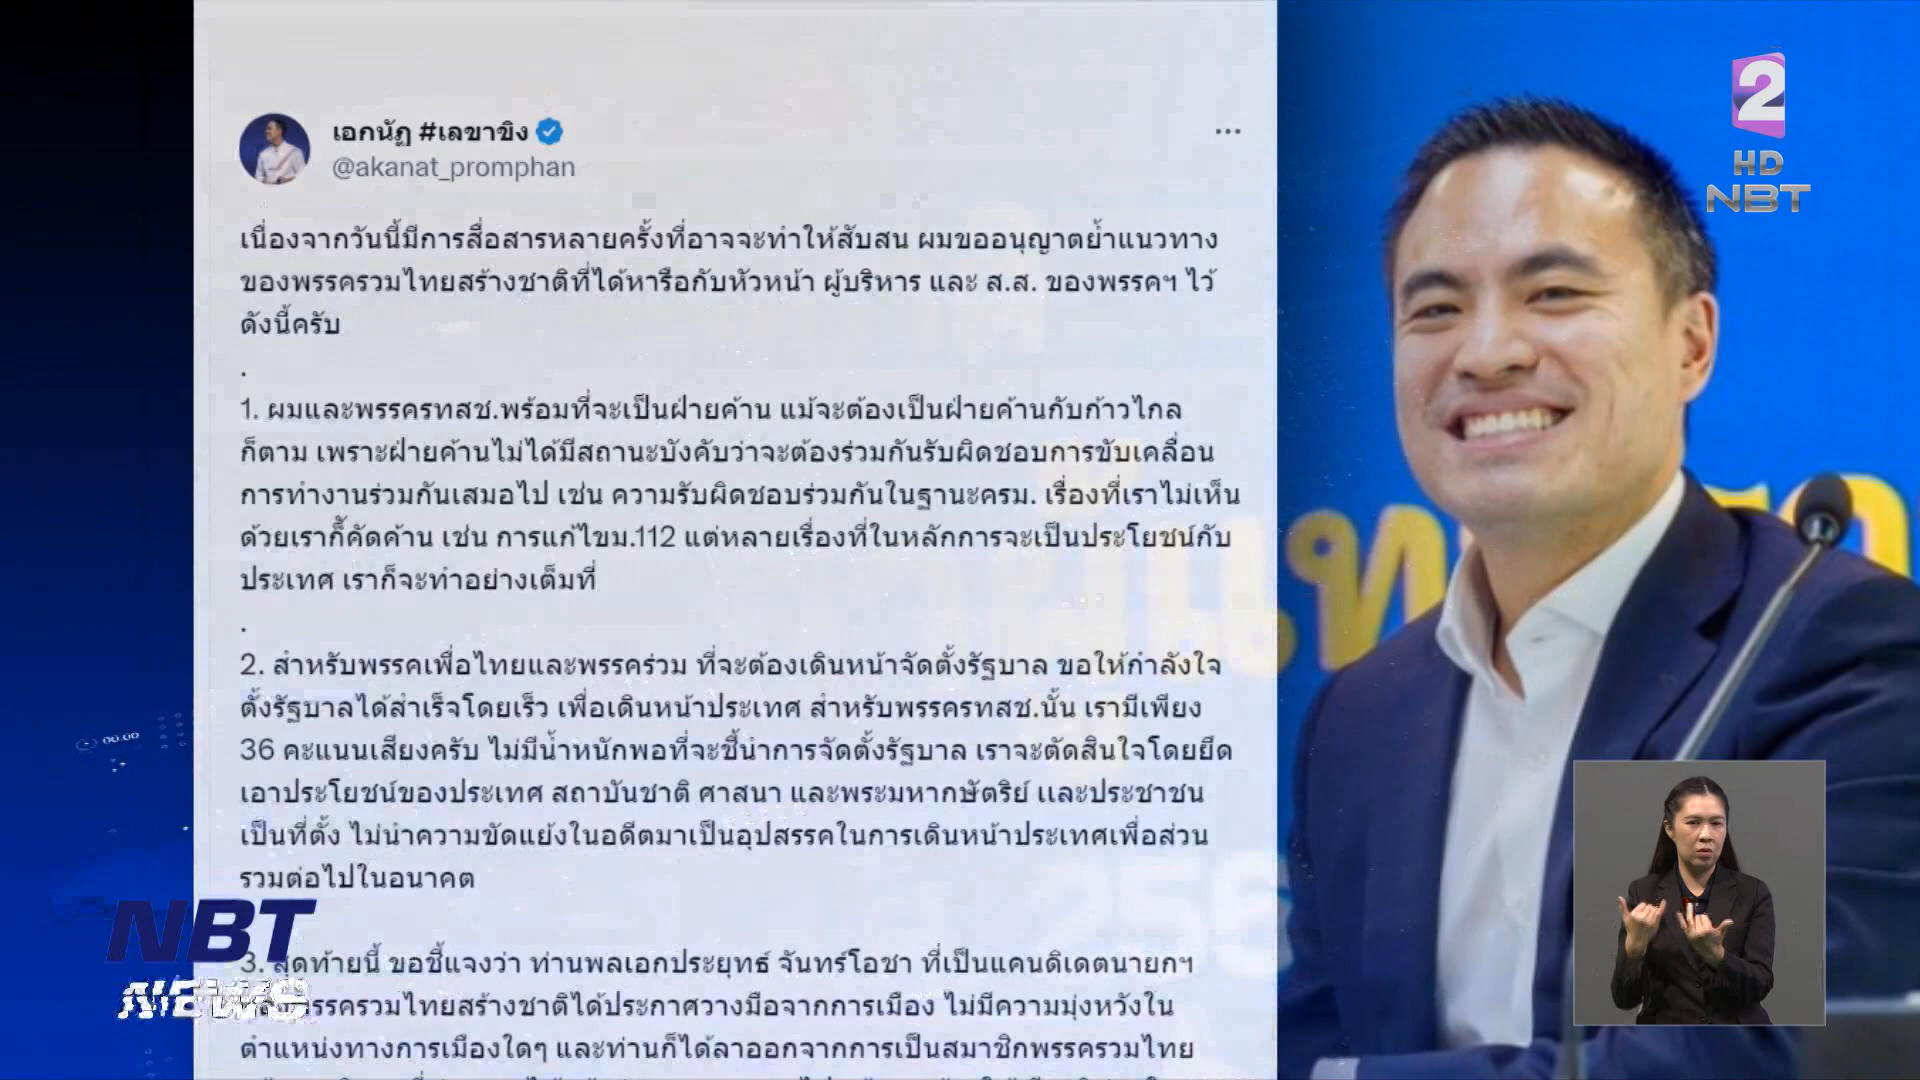 เอกนัฏ #เลขาขิง
@akanat_promphan
เนื่องจากวันนี้มีการสื่อสารหลายครั้งที่อาจจะทำให้สับสน ผมขออนุญาตย้ำแนวทาง
ของพรรครวมไทยสร้างชาติที่ได้หารือกับหัวหน้า ผู้บริหาร และ ส.ส. ของพรรคฯ ไว้
ดังนี้ครับ
.
1. ผมและพรรครทสช.พร้อมที่จะเป็นฝ่ายค้าน แม้จะต้องเป็นฝ่ายค้านกับก้าวไกล
ก็ตาม เพราะฝ่ายค้านไม่ได้มีสถานะบังคับว่าจะต้องร่วมกันรับผิดชอบการขับเคลื่อน
การทำงานร่วมกันเสมอไป เช่น ความรับผิดชอบร่วมกันในฐานะครม. เรื่องที่เราไม่เห็น
ด้วยเราก็คัดค้าน เช่น การแก้ไขม.112 แต่หลายเรื่องที่ในหลักการจะเป็นประโยชน์กับ
ประเทศ เราก็จะทำอย่างเต็มที่
.
2. สำหรับพรรคเพื่อไทยและพรรคร่วม ที่จะต้องเดินหน้าจัดตั้งรัฐบาล ขอให้กำลังใจ
ตั้งรัฐบาลได้สำเร็จโดยเร็ว เพื่อเดินหน้าประเทศ สำหรับพรรครทสช.นั้น เรามีเพียง
36 คะแนนเสียงครับ ไม่มีน้ำหนักพอที่จะชี้นำการจัดตั้งรัฐบาล เราจะตัดสินใจโดยยึด
เอาประโยชน์ของประเทศ สถาบันชาติ ศาสนา และพระมหากษัตริย์ และประชาชน
เป็นที่ตั้ง ไม่นำความขัดแย้งในอดีตมาเป็นอุปสรรคในการเดินหน้าประเทศเพื่อส่วน
รวมต่อไปในอนาคต
3. สุดท้ายนี้ ขอชี้แจงว่า ท่านพลเอกประยุทธ์ จันทร์โอชา ที่เป็นแคนดิเดตนายกฯ
พรรครวมไทยสร้างชาติได้ประกาศวางมือจากการเมือง ไม่มีความมุ่งหวังใน
ตำแหน่งทางการเมืองใดๆ และท่านก็ได้ลาออกจากการเป็นสมาชิกพรรครวมไทย
2
HD
NBT
00:00
NBT
NEWS